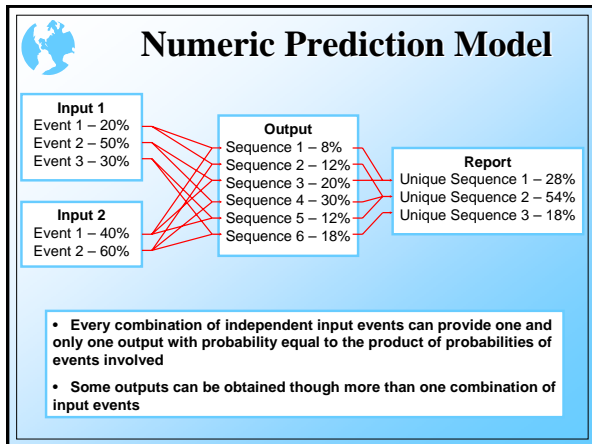 Numeric Prediction Model
Input 1
Event 1 – 20%
Event 2 – 50%
Event 3 – 30%
Input 2
Event 1 – 40%
Event 2 – 60%
Output
Sequence 1 – 8%
Sequence 2 – 12%
Sequence 3 – 20%
Sequence 4 – 30%
Sequence 5 – 12%
Sequence 6 – 18%
Report
Unique Sequence 1 – 28%
Unique Sequence 2 – 54%
Unique Sequence 3 – 18%
• Every combination of independent input events can provide one and
only one output with probability equal to the product of probabilities of
events involved
• Some outputs can be obtained though more than one combination of
input events